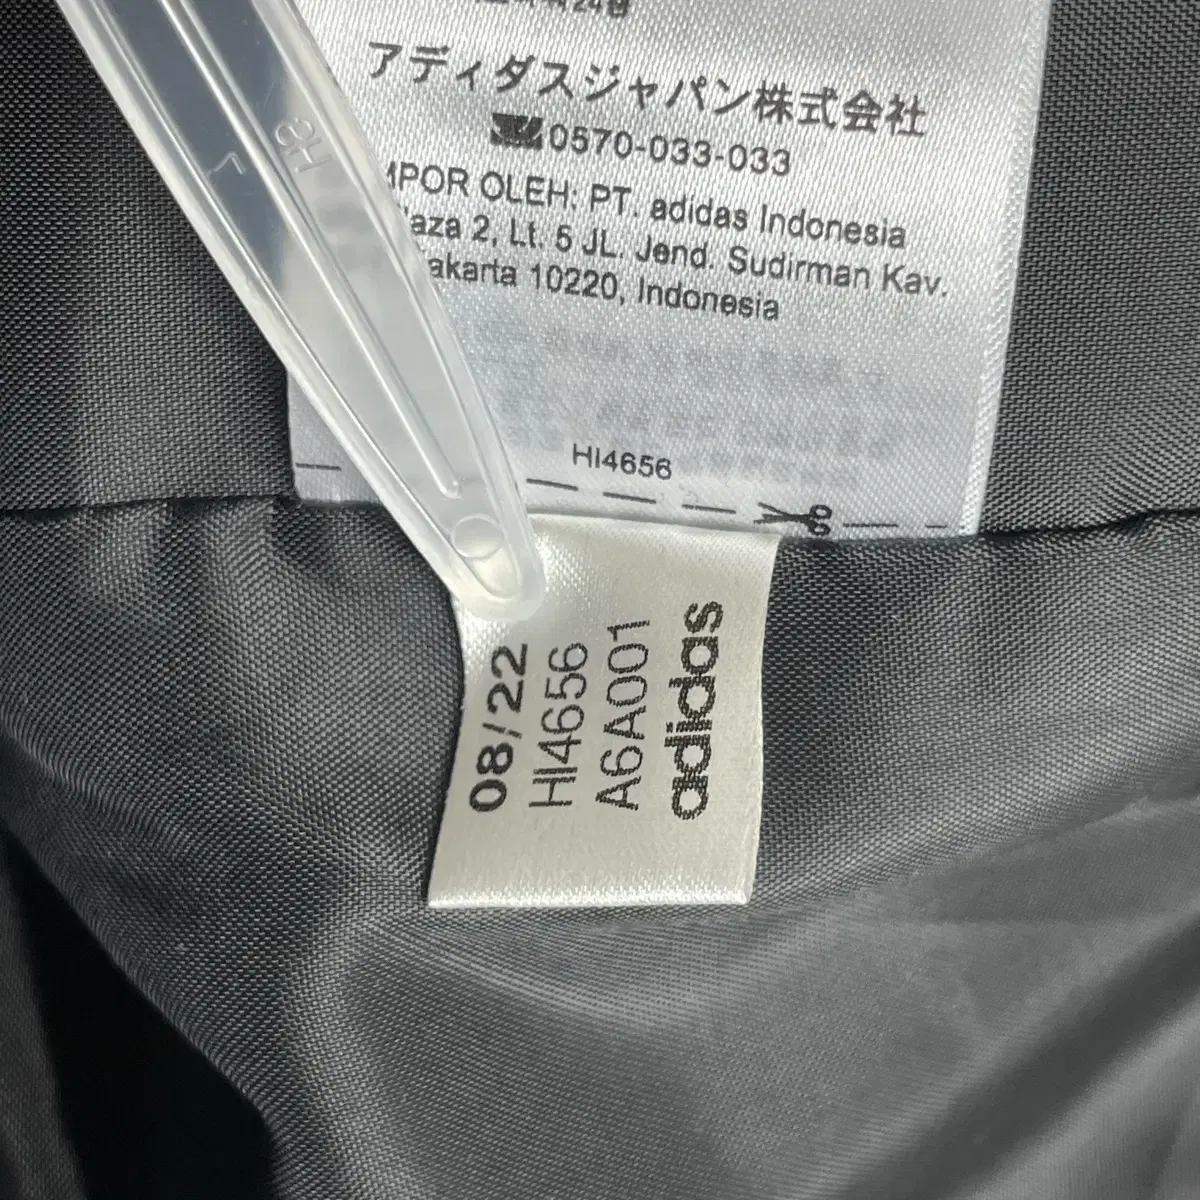 アディダスジャパン株式会社
0570-033-033
MPOR OLEH: PT. adidas Indonesia
aza 2, Lt. 5 JL. Jend. Sudirman Kav.
akarta 10220, Indonesia
HI4656
08/22
HI4656
A6A001
adidas